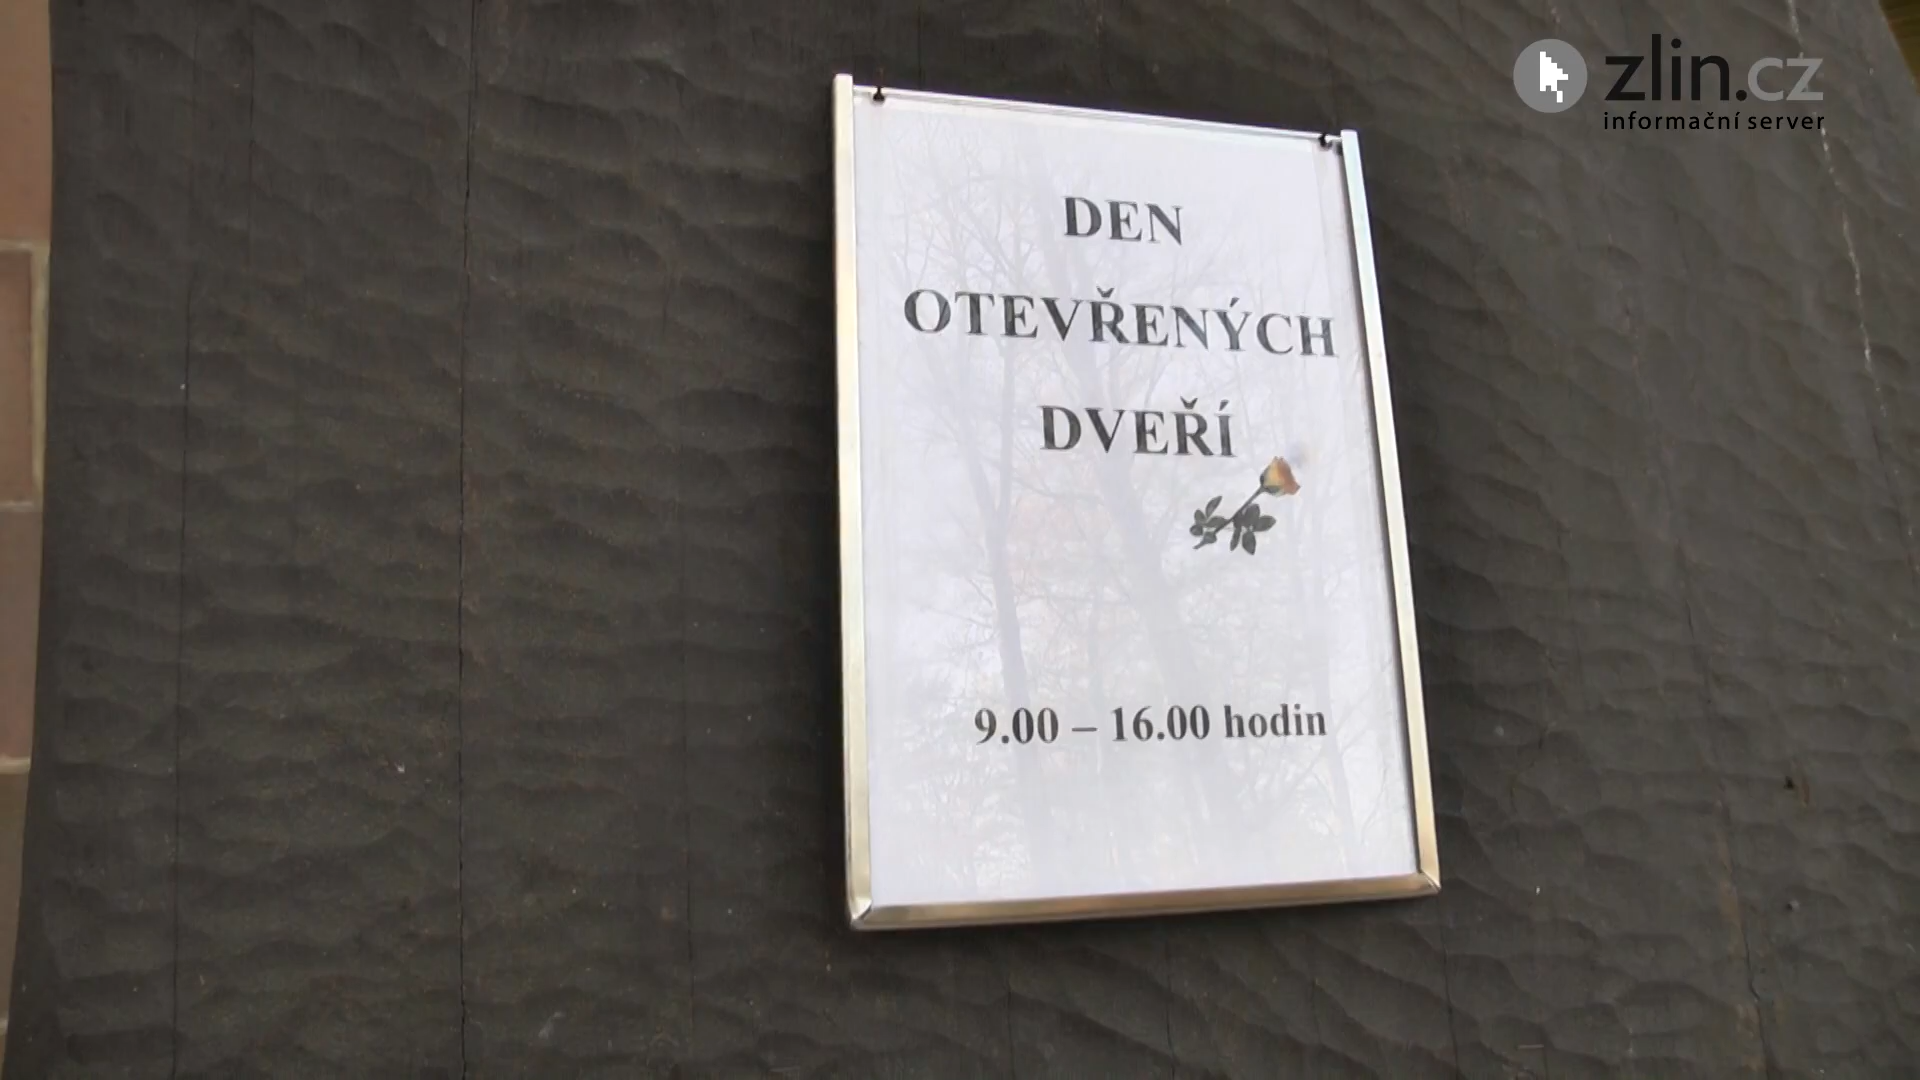 zlin.cz
informační server
DEN
OTEVŘENÝCH
DVEŘÍ
9.00 – 16.00 hodin